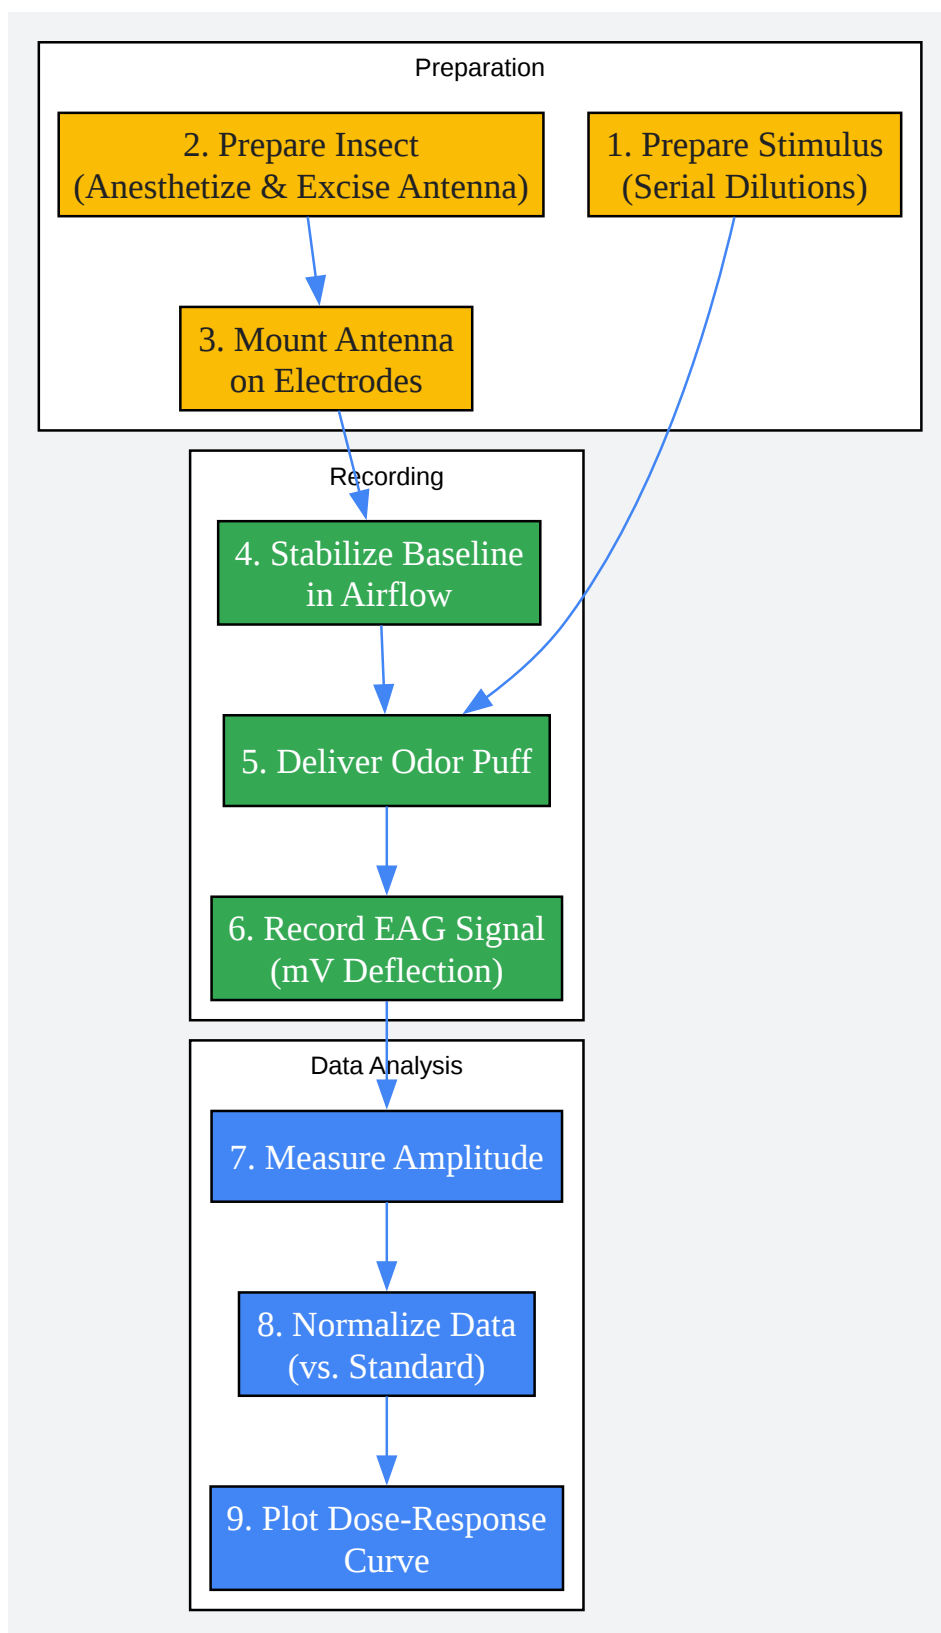 Preparation
2. Prepare Insect
(Anesthetize & Excise Antenna)
1. Prepare Stimulus
(Serial Dilutions)
3. Mount Antenna
on Electrodes
Recording
4. Stabilize Baseline
in Airflow
5. Deliver Odor Puff
6. Record EAG Signal
(mV Deflection)
Data Analysis
7. Measure Amplitude
8. Normalize Data
(vs. Standard)
9. Plot Dose-Response
Curve